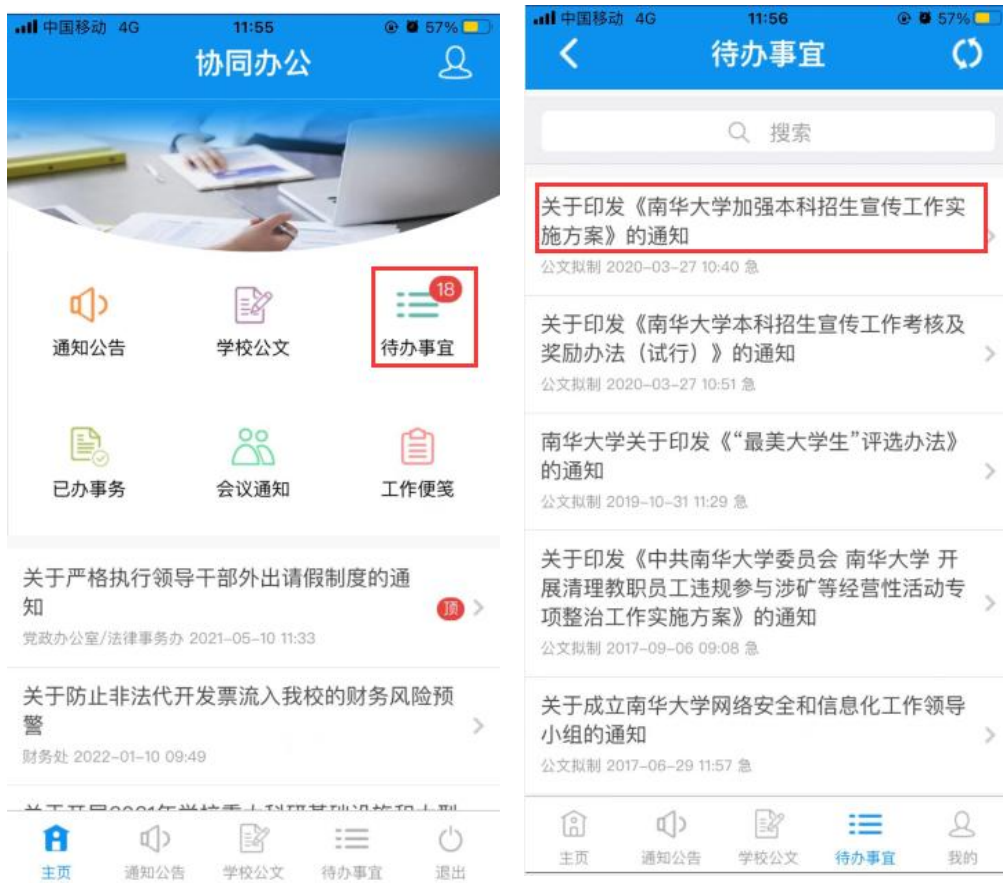 中国移动 4G 11:55 57%
协同办公
18
通知公告 学校公文 待办事宜
已办事务 会议通知 工作便笺
关于严格执行领导干部外出请假制度的通
知
顶
党政办公室/法律事务办 2021-05-10 11:33
关于防止非法代开发票流入我校的财务风险预
警
财务处 2022-01-10 09:49
主页 通知公告 学校公文 待办事宜 退出
中国移动 4G 11:56 57%
待办事宜
搜索
关于印发《南华大学加强本科招生宣传工作实
施方案》的通知
公文拟制 2020-03-27 10:40 急
关于印发《南华大学本科招生宣传工作考核及
奖励办法（试行）》的通知
公文拟制 2020-03-27 10:51 急
南华大学关于印发《“最美大学生”评选办法》
的通知
公文拟制 2019-10-31 11:29 急
关于印发《中共南华大学委员会 南华大学 开
展清理教职员工违规参与涉矿等经营性活动专
项整治工作实施方案》的通知
公文拟制 2017-09-06 09:08 急
关于成立南华大学网络安全和信息化工作领导
小组的通知
公文拟制 2017-06-29 11:57 急
主页 通知公告 学校公文 待办事宜 我的